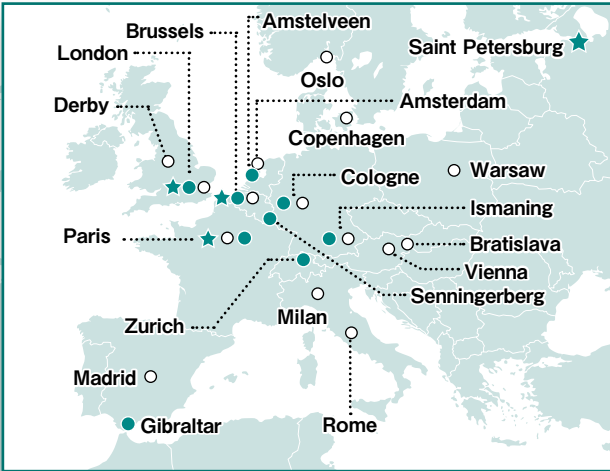 Amstelveen
Brussels
London
Saint Petersburg
Oslo
Derby
Amsterdam
Copenhagen
Cologne
Warsaw
Ismaning
Paris
Bratislava
Vienna
Senningerberg
Zurich
Milan
Madrid
Gibraltar
Rome